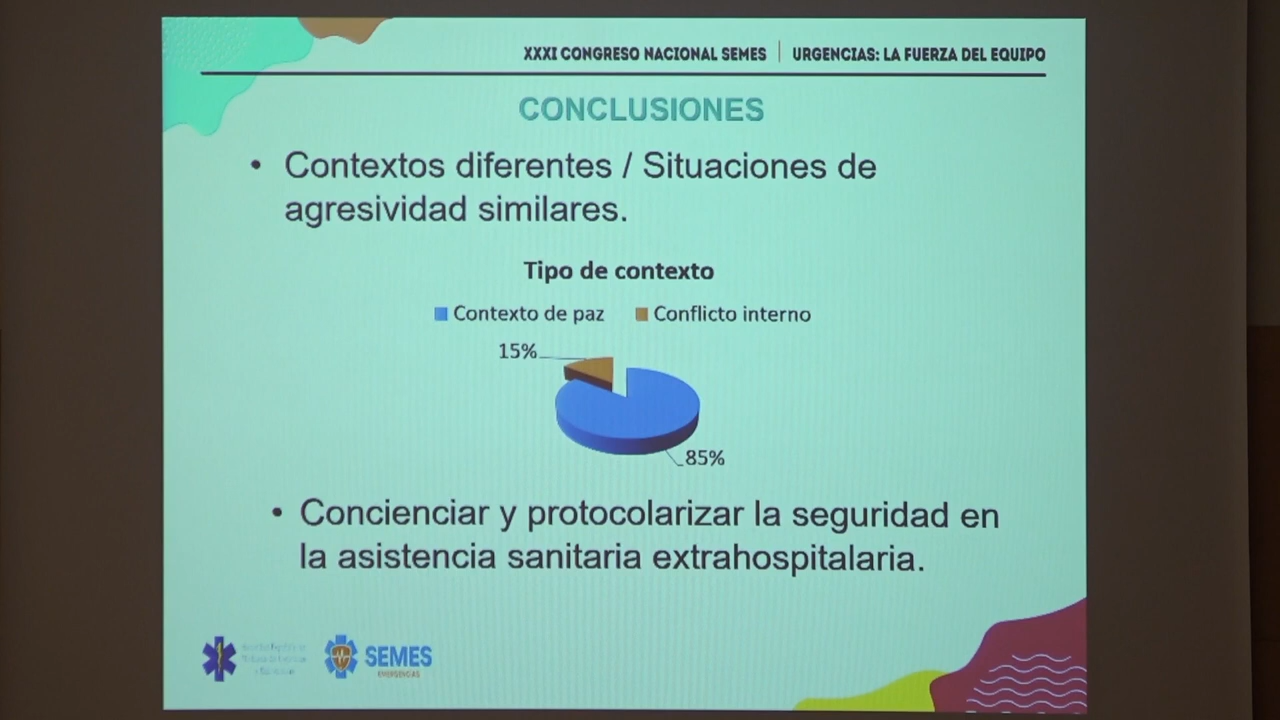 XXXI CONGRESO NACIONAL SEMES | URGENCIAS: LA FUERZA DEL EQUIPO
CONCLUSIONES
• Contextos diferentes / Situaciones de
agresividad similares.
Tipo de contexto
Contexto de paz Conflicto interno
15%
85%
• Concienciar y protocolarizar la seguridad en
la asistencia sanitaria extrahospitalaria.
SEMES
EMERGENCIAS